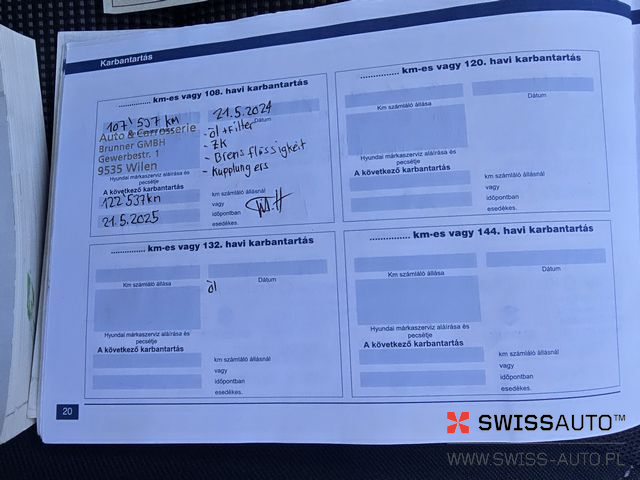 Karbantartás
............... km-es vagy 108. havi karbantartás
107'537 km
21.5.2024
Dátum
Auto & Carrosserie
Brunner GMBH
Gewerbestr. 1
9535 Wilen
- öl + Filter
- ZK
- Bremsflüssigkeit
- Kupplung ers
Hyundai márkaszerviz aláírása és
pecsétje
A következő karbantartás
122'537km
21.5.2025
km számláló állásnál
vagy
időpontban
esedékes.
............... km-es vagy 120. havi karbantartás
Km számláló állása
Dátum
Hyundai márkaszerviz aláírása és
pecsétje
A következő karbantartás
km számláló állásnál
vagy
időpontban
esedékes.
............... km-es vagy 132. havi karbantartás
Km számláló állása
Dátum
öl
Hyundai márkaszerviz aláírása és
pecsétje
A következő karbantartás
km számláló állásnál
vagy
időpontban
esedékes.
............... km-es vagy 144. havi karbantartás
Km számláló állása
Dátum
Hyundai márkaszerviz aláírása és
pecsétje
A következő karbantartás
km számláló állásnál
vagy
időpontban
esedékes.
20
SWISSAUTO™
WWW.SWISS-AUTO.PL